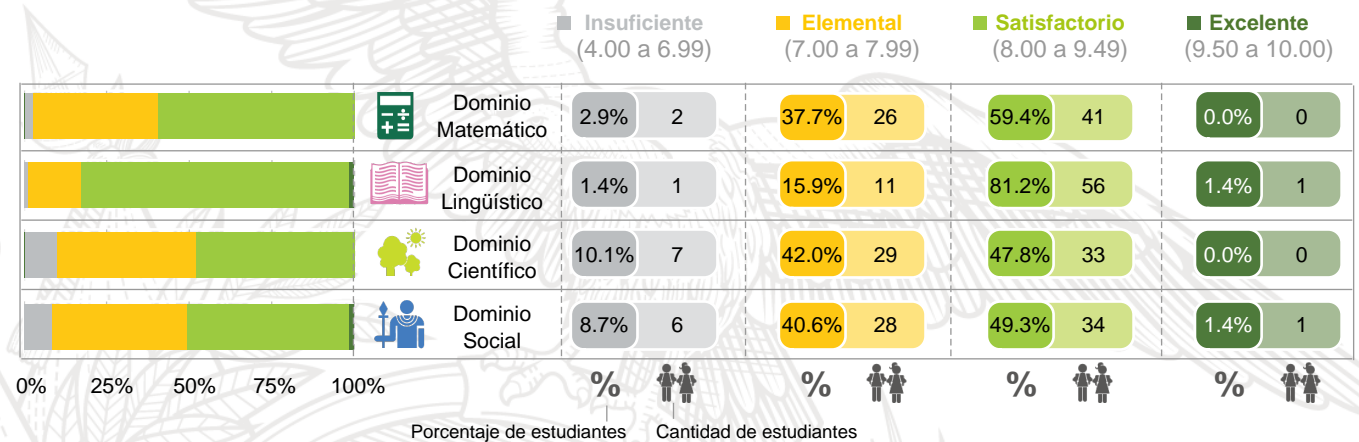 Insuficiente Elemental Satisfactorio Excelente
(4.00 a 6.99) (7.00 a 7.99) (8.00 a 9.49) (9.50 a 10.00)
Dominio
Matemático
2.9% 2 37.7% 26 59.4% 41 0.0% 0
Dominio
Lingüístico
1.4% 1 15.9% 11 81.2% 56 1.4% 1
Dominio
Científico
10.1% 7 42.0% 29 47.8% 33 0.0% 0
Dominio
Social
8.7% 6 40.6% 28 49.3% 34 1.4% 1
0% 25% 50% 75% 100% % % % %
Porcentaje de estudiantes Cantidad de estudiantes